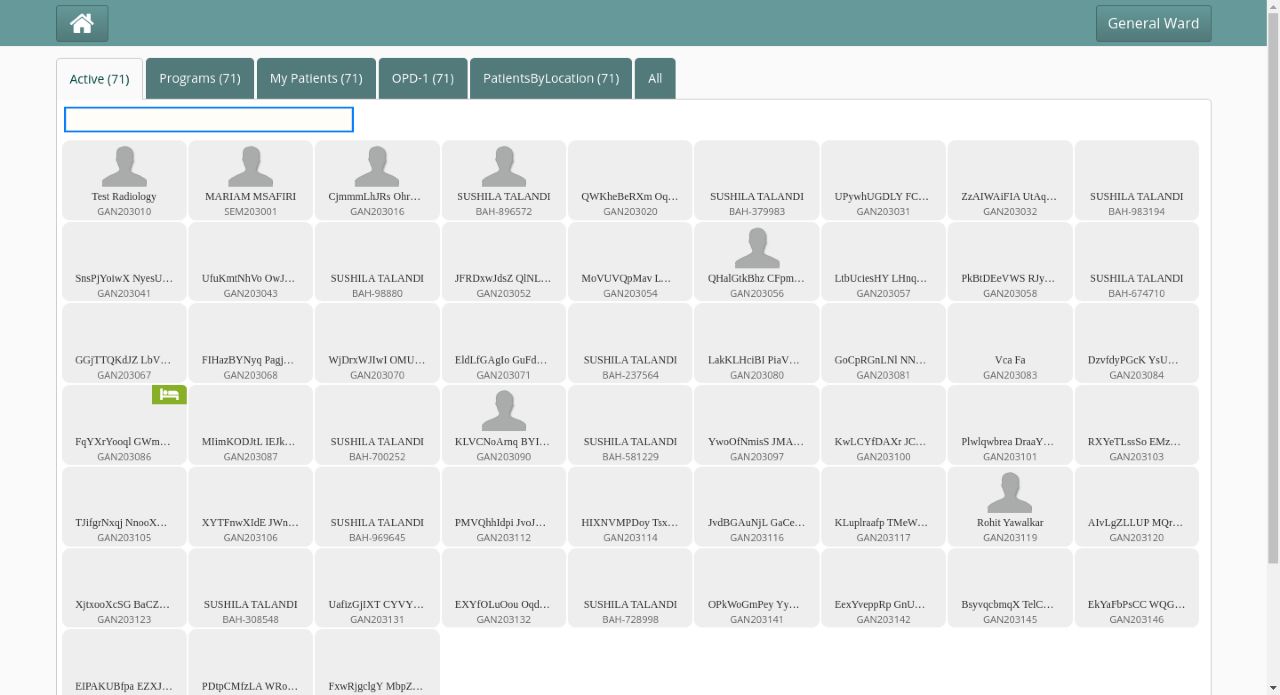 General Ward
Active (71)
Programs (71)
My Patients (71)
OPD-1 (71)
PatientsByLocation (71)
All
Test Radiology
GAN203010
MARIAM MSAFIRI
SEM203001
CjmmmLhJRs Ohr…
GAN203016
SUSHILA TALANDI
BAH-896572
QWKheBeRXm Oq…
GAN203020
SUSHILA TALANDI
BAH-379983
UPywhUGDLY FC…
GAN203031
ZzAIWAiFIA UtAq…
GAN203032
SUSHILA TALANDI
BAH-983194
SnsPjYoiwX NyesU…
GAN203041
UfuKmtNhVo OwJ…
GAN203043
SUSHILA TALANDI
BAH-98880
JFRDxwJdsZ QlNL…
GAN203052
MoVUVQpMav L…
GAN203054
QHalGtkBhz CFpm…
GAN203056
LtbUciesHY LHnq…
GAN203057
PkBtDEeVWS RJy…
GAN203058
SUSHILA TALANDI
BAH-674710
GGjTTQKdJZ LbV…
GAN203067
FIHazBYNyq Pagj…
GAN203068
WjDrxWJIwI OMU…
GAN203070
EldLfGAgIo GuFd…
GAN203071
SUSHILA TALANDI
BAH-237564
LakKLHciBI PiaV…
GAN203080
GoCpRGnLNl NN…
GAN203081
Vca Fa
GAN203083
DzvfdyPGcK YsU…
GAN203084
FqYXrYooql GWm…
GAN203086
MIimKODJtL IEJk…
GAN203087
SUSHILA TALANDI
BAH-700252
KLVCNoArnq BYI…
GAN203090
SUSHILA TALANDI
BAH-581229
YwoOfNmisS JMA…
GAN203097
KwLCYfDAXr JC…
GAN203100
Plwlqwbrea DraaY…
GAN203101
RXYeTLssSo EMz…
GAN203103
TJifgrNxqj NnooX…
GAN203105
XYTFnwXIdE JWn…
GAN203106
SUSHILA TALANDI
BAH-969645
PMVQhhIdpi JvoJ…
GAN203112
HIXNVMPDoy Tsx…
GAN203114
JvdBGAuNjL GaCe…
GAN203116
KLuplraafp TMeW…
GAN203117
Rohit Yawalkar
GAN203119
AIvLgZLLUP MQr…
GAN203120
XjtxooXcSG BaCZ…
GAN203123
SUSHILA TALANDI
BAH-308548
UafizGjIXT CYVY…
GAN203131
EXYfOLuOou Oqd…
GAN203132
SUSHILA TALANDI
BAH-728998
OPkWoGmPey Yy…
GAN203141
EexYveppRp GnU…
GAN203142
BsyvqcbmqX TelC…
GAN203145
EkYaFbPsCC WQG…
GAN203146
EIPAKUBfpa EZXJ…
PDtpCMfzLA WRo…
FxwRjgclgY MbpZ…